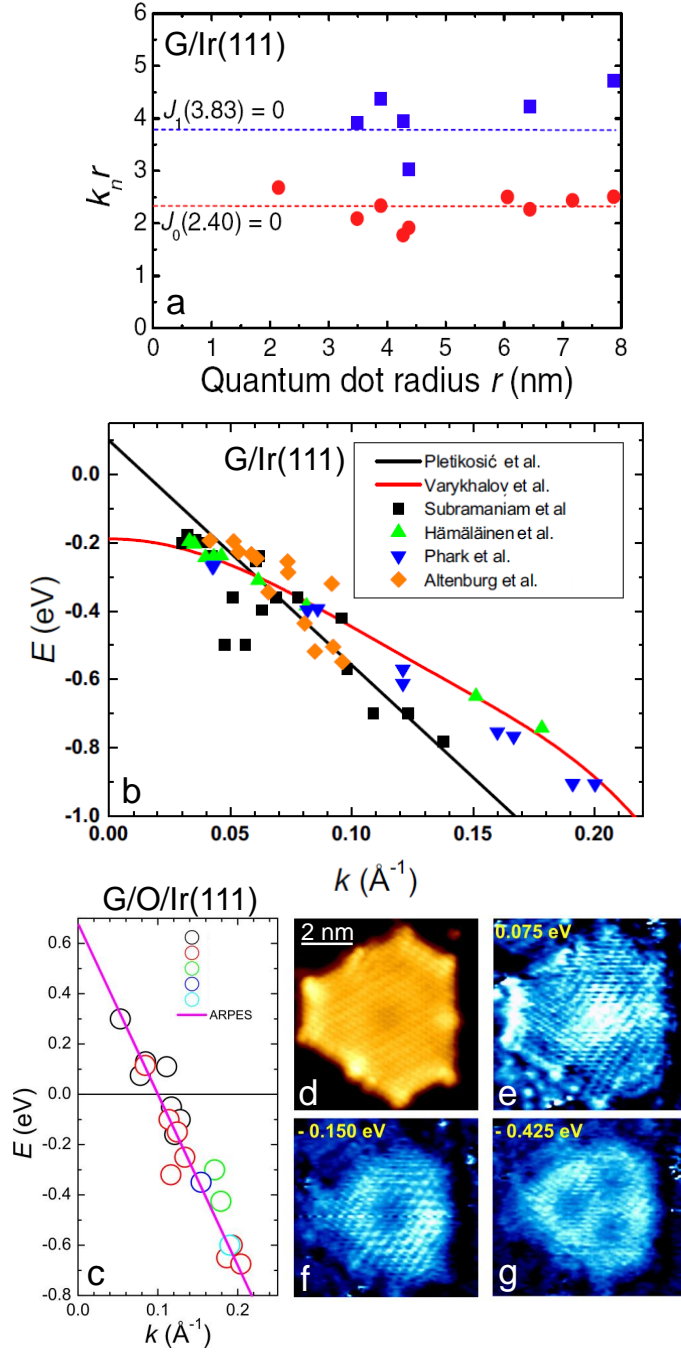 G/Ir(111)
6
5
4
3
2
1
0
k_n r
J_1(3.83) = 0
J_0(2.40) = 0
a
0 1 2 3 4 5 6 7 8
Quantum dot radius r (nm)
G/Ir(111)
Pletikosić et al.
Varykhalov et al.
Subramaniam et al
Hämäläinen et al.
Phark et al.
Altenburg et al.
0.0
-0.2
-0.4
-0.6
-0.8
-1.0
E (eV)
b
0.00 0.05 0.10 0.15 0.20
k (Å⁻¹)
G/O/Ir(111)
0.6
0.4
0.2
0.0
-0.2
-0.4
-0.6
-0.8
E (eV)
ARPES
c
0.0 0.1 0.2
k (Å⁻¹)
2 nm
d
0.075 eV
e
- 0.150 eV
f
- 0.425 eV
g